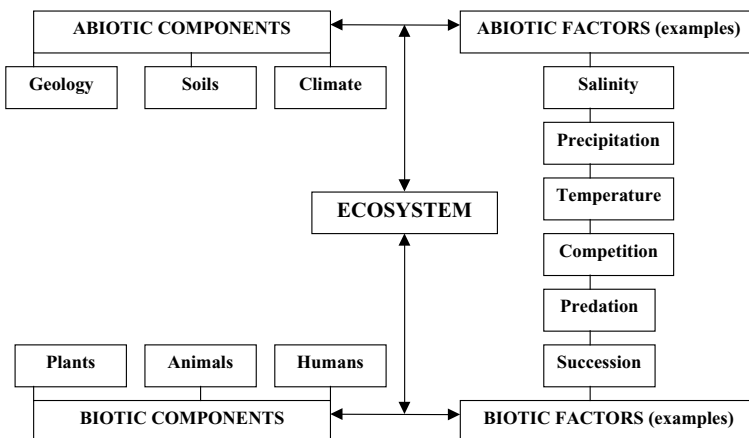 ABIOTIC COMPONENTS
ABIOTIC FACTORS (examples)
Geology
Soils
Climate
Salinity
Precipitation
Temperature
ECOSYSTEM
Competition
Predation
Plants
Animals
Humans
Succession
BIOTIC COMPONENTS
BIOTIC FACTORS (examples)